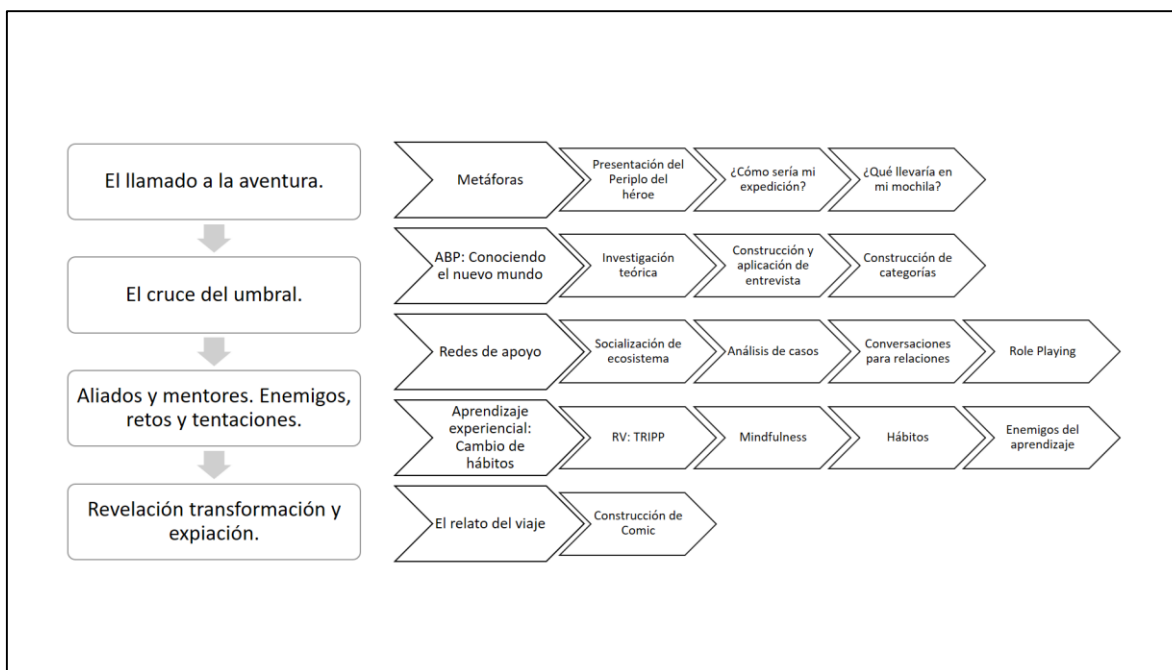 El llamado a la aventura.
Metáforas
Presentación del
Periplo del
héroe
¿Cómo sería mi
expedición?
¿Qué llevaría en
mi mochila?
El cruce del umbral.
ABP: Conociendo
el nuevo mundo
Investigación
teórica
Construcción y
aplicación de
entrevista
Construcción de
categorías
Aliados y mentores. Enemigos,
retos y tentaciones.
Redes de apoyo
Socialización de
ecosistema
Análisis de casos
Conversaciones
para relaciones
Role Playing
Aprendizaje
experiencial:
Cambio de
hábitos
RV: TRIPP
Mindfulness
Hábitos
Enemigos del
aprendizaje
Revelación transformación y
expiación.
El relato del viaje
Construcción de
Comic